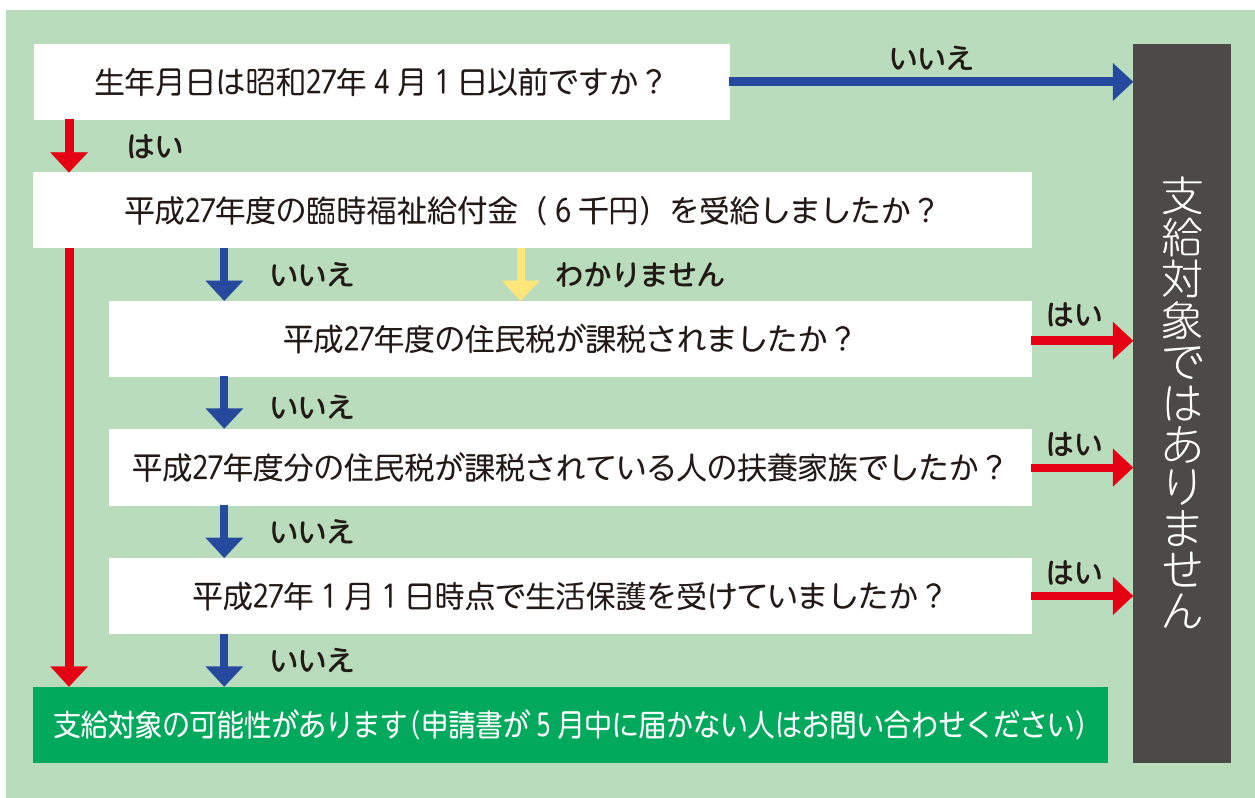 生年月日は昭和27年4月1日以前ですか？
いいえ
はい
平成27年度の臨時福祉給付金（6千円）を受給しましたか？
いいえ
わかりません
平成27年度の住民税が課税されましたか？
はい
いいえ
平成27年度分の住民税が課税されている人の扶養家族でしたか？
はい
いいえ
平成27年1月1日時点で生活保護を受けていましたか？
はい
いいえ
支給対象の可能性があります（申請書が5月中に届かない人はお問い合わせください）
支給対象ではありません